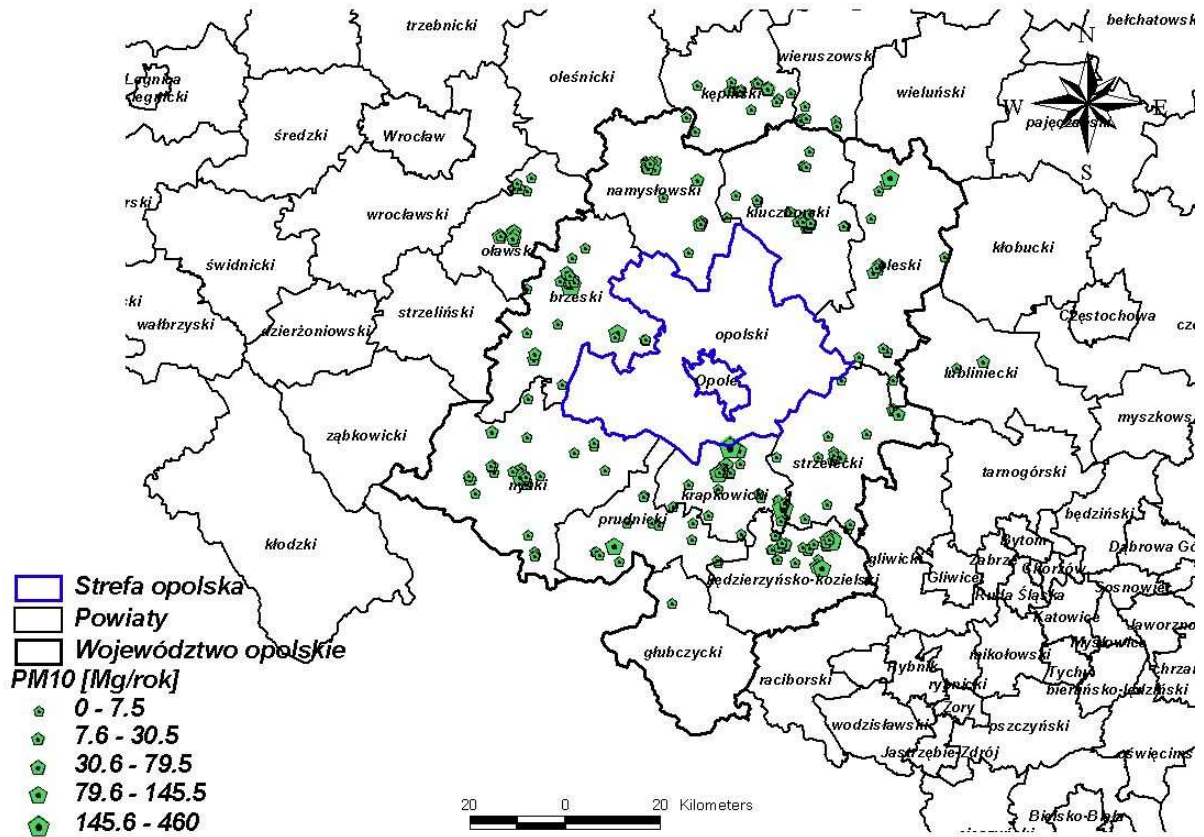 trzebnicki
bełchatowsk
N
wieruszowski
oleśnicki
Legnica
legnicki
kępiński
wieluński
W
E
średzki
Wrocław
pajęczański
S
namysłowski
rski
wrocławski
kluczborski
kłobucki
oławski
świdnicki
oleski
ki
brzeski
strzeliński
Częstochowa
wałbrzyski
dzierżoniowski
opolski
cze
lubliniecki
Opole
myszkows
ząbkowicki
strzelecki
tarnogórski
nyski
krapkowicki
będziński
prudnicki
kłodzki
Bytom
Dąbrowa Gó
gliwicki
Zabrze
Chorzów
kędzierzyńsko-kozielski
Gliwice
Sosnowiec
Strefa opolska
Ruda Śląska
Katowice
Jaworzno
Powiaty
Mysłowice
Województwo opolskie
głubczycki
mikołowski
Rybnik
Tychy
chrzan
PM10 [Mg/rok]
raciborski
rybnicki
bieruńsko-lędziński
0 - 7.5
Żory
wodzisławski
pszczyński
7.6 - 30.5
Jastrzębie-Zdrój
oświęcims
30.6 - 79.5
79.6 - 145.5
20 0 20 Kilometers
145.6 - 460
Bielsko-Biała